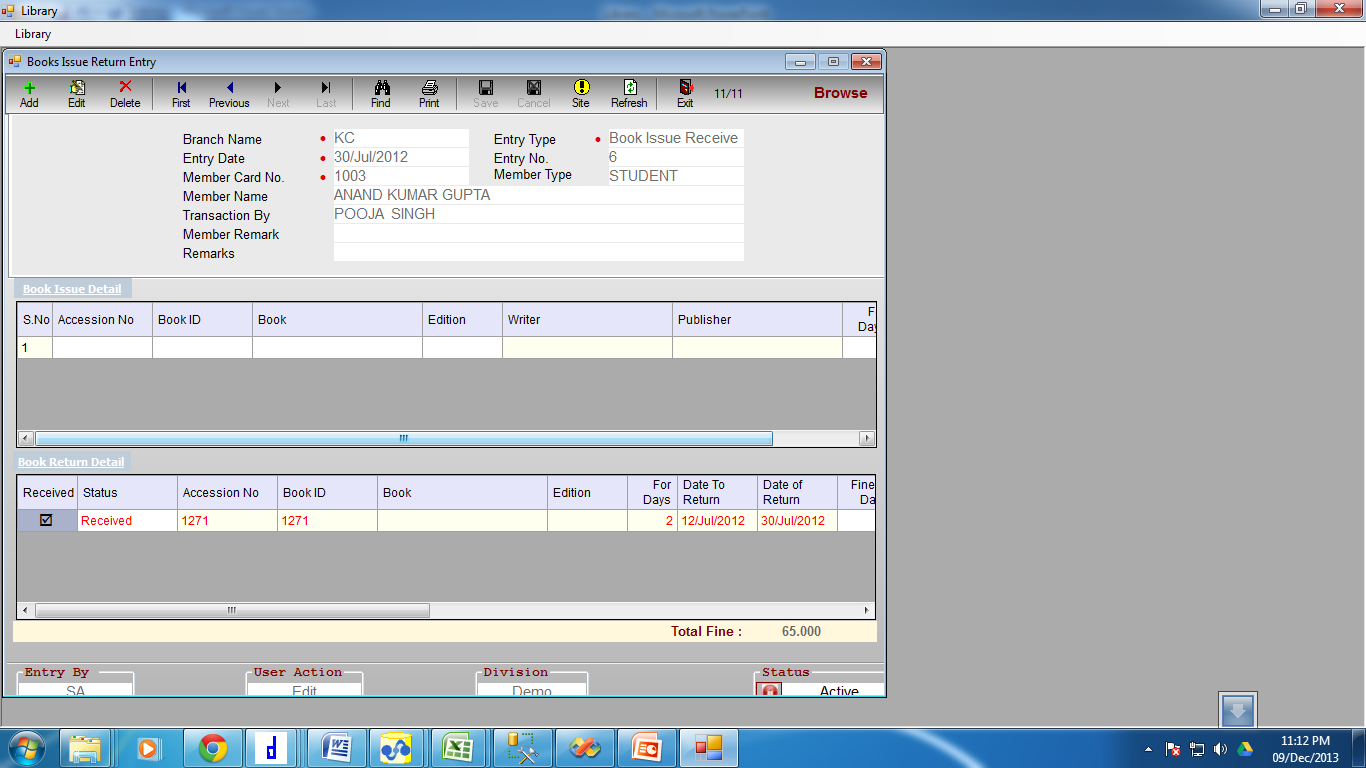 Library
Library
Books Issue Return Entry
Add Edit Delete First Previous Next Last Find Print Save Cancel Site Refresh Exit 11/11 Browse
Branch Name • KC Entry Type • Book Issue Receive
Entry Date • 30/Jul/2012 Entry No. 6
Member Card No. • 1003 Member Type STUDENT
Member Name ANAND KUMAR GUPTA
Transaction By POOJA SINGH
Member Remark
Remarks
Book Issue Detail
S.No Accession No Book ID Book Edition Writer Publisher
1
Book Return Detail
Received Status Accession No Book ID Book Edition For Days Date To Return Date of Return Fine
Received 1271 1271 2 12/Jul/2012 30/Jul/2012
Total Fine : 65.000
Entry By User Action Division Status
SA Edit Demo Active
11:12 PM
09/Dec/2013